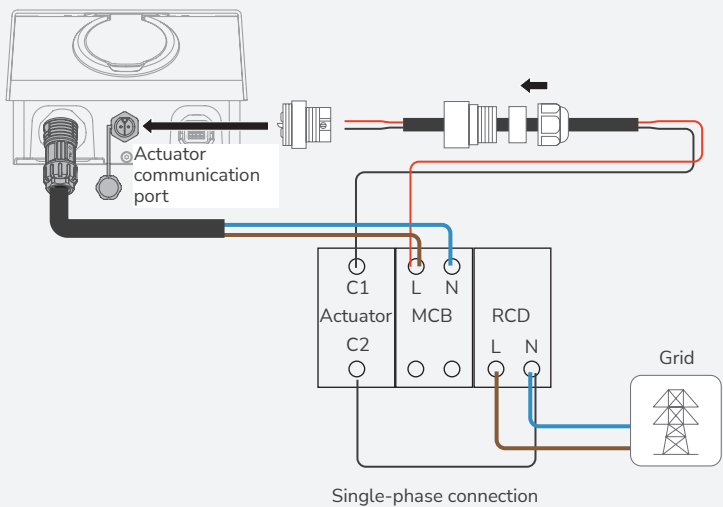 Actuator
communication
port
C1
L
N
Actuator
MCB
RCD
C2
L
N
Grid
Single-phase connection